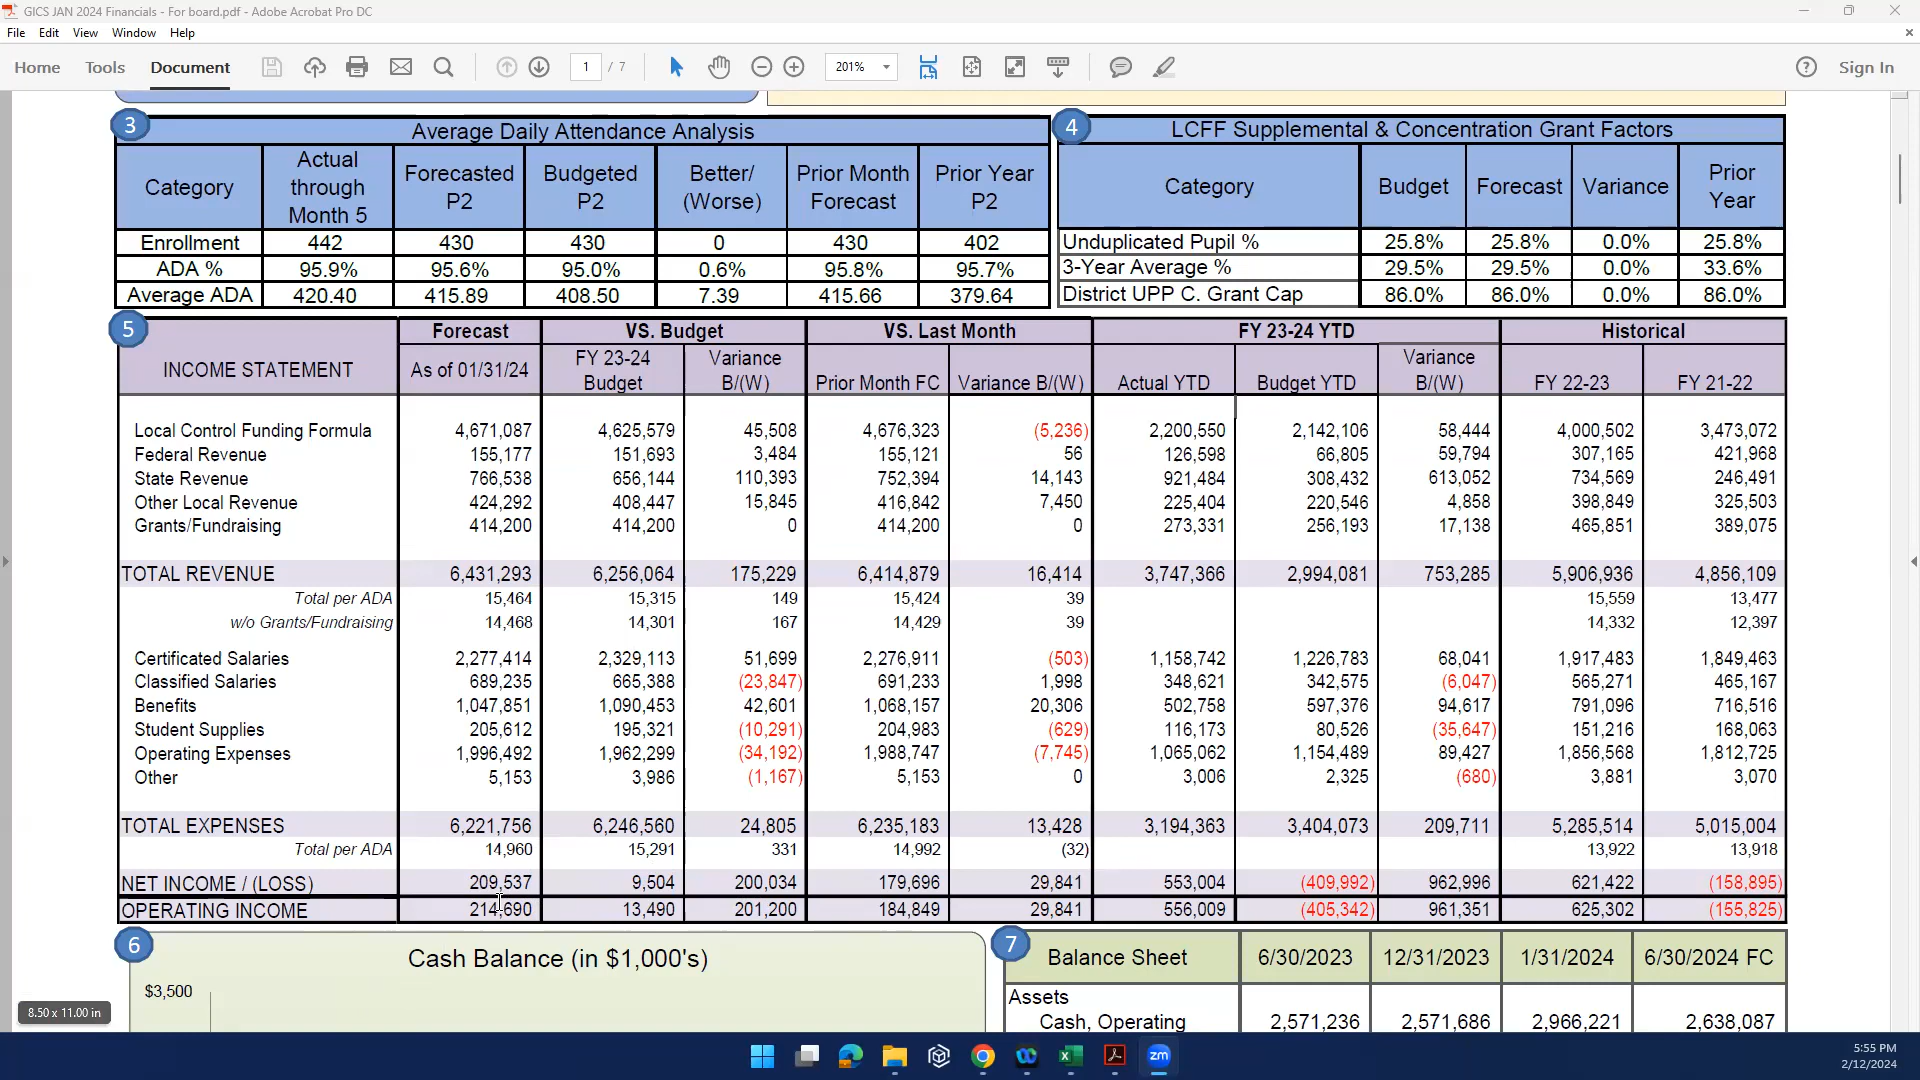 GICS JAN 2024 Financials - For board.pdf - Adobe Acrobat Pro DC
File Edit View Window Help
Home Tools Document 1 / 7 201% Sign In
3 Average Daily Attendance Analysis
Category Actual through Month 5 Forecasted P2 Budgeted P2 Better/ (Worse) Prior Month Forecast Prior Year P2
Enrollment 442 430 430 0 430 402
ADA % 95.9% 95.6% 95.0% 0.6% 95.8% 95.7%
Average ADA 420.40 415.89 408.50 7.39 415.66 379.64
4 LCFF Supplemental & Concentration Grant Factors
Category Budget Forecast Variance Prior Year
Unduplicated Pupil % 25.8% 25.8% 0.0% 25.8%
3-Year Average % 29.5% 29.5% 0.0% 33.6%
District UPP C. Grant Cap 86.0% 86.0% 0.0% 86.0%
5 Forecast VS. Budget VS. Last Month FY 23-24 YTD Historical
INCOME STATEMENT As of 01/31/24 FY 23-24 Budget Variance B/(W) Prior Month FC Variance B/(W) Actual YTD Budget YTD Variance B/(W) FY 22-23 FY 21-22
Local Control Funding Formula 4,671,087 4,625,579 45,508 4,676,323 (5,236) 2,200,550 2,142,106 58,444 4,000,502 3,473,072
Federal Revenue 155,177 151,693 3,484 155,121 56 126,598 66,805 59,794 307,165 421,968
State Revenue 766,538 656,144 110,393 752,394 14,143 921,484 308,432 613,052 734,569 246,491
Other Local Revenue 424,292 408,447 15,845 416,842 7,450 225,404 220,546 4,858 398,849 325,503
Grants/Fundraising 414,200 414,200 0 414,200 0 273,331 256,193 17,138 465,851 389,075
TOTAL REVENUE 6,431,293 6,256,064 175,229 6,414,879 16,414 3,747,366 2,994,081 753,285 5,906,936 4,856,109
Total per ADA 15,464 15,315 149 15,424 39 15,559 13,477
w/o Grants/Fundraising 14,468 14,301 167 14,429 39 14,332 12,397
Certificated Salaries 2,277,414 2,329,113 51,699 2,276,911 (503) 1,158,742 1,226,783 68,041 1,917,483 1,849,463
Classified Salaries 689,235 665,388 (23,847) 691,233 1,998 348,621 342,575 (6,047) 565,271 465,167
Benefits 1,047,851 1,090,453 42,601 1,068,157 20,306 502,758 597,376 94,617 791,096 716,516
Student Supplies 205,612 195,321 (10,291) 204,983 (629) 116,173 80,526 (35,647) 151,216 168,063
Operating Expenses 1,996,492 1,962,299 (34,192) 1,988,747 (7,745) 1,065,062 1,154,489 89,427 1,856,568 1,812,725
Other 5,153 3,986 (1,167) 5,153 0 3,006 2,325 (680) 3,881 3,070
TOTAL EXPENSES 6,221,756 6,246,560 24,805 6,235,183 13,428 3,194,363 3,404,073 209,711 5,285,514 5,015,004
Total per ADA 14,960 15,291 331 14,992 (32) 13,922 13,918
NET INCOME / (LOSS) 209,537 9,504 200,034 179,696 29,841 553,004 (409,992) 962,996 621,422 (158,895)
OPERATING INCOME 214,690 13,490 201,200 184,849 29,841 556,009 (405,342) 961,351 625,302 (155,825)
6 Cash Balance (in $1,000's)
$3,500
7 Balance Sheet 6/30/2023 12/31/2023 1/31/2024 6/30/2024 FC
Assets
Cash, Operating 2,571,236 2,571,686 2,966,221 2,638,087
8.50 x 11.00 in
zm
5:55 PM
2/12/2024